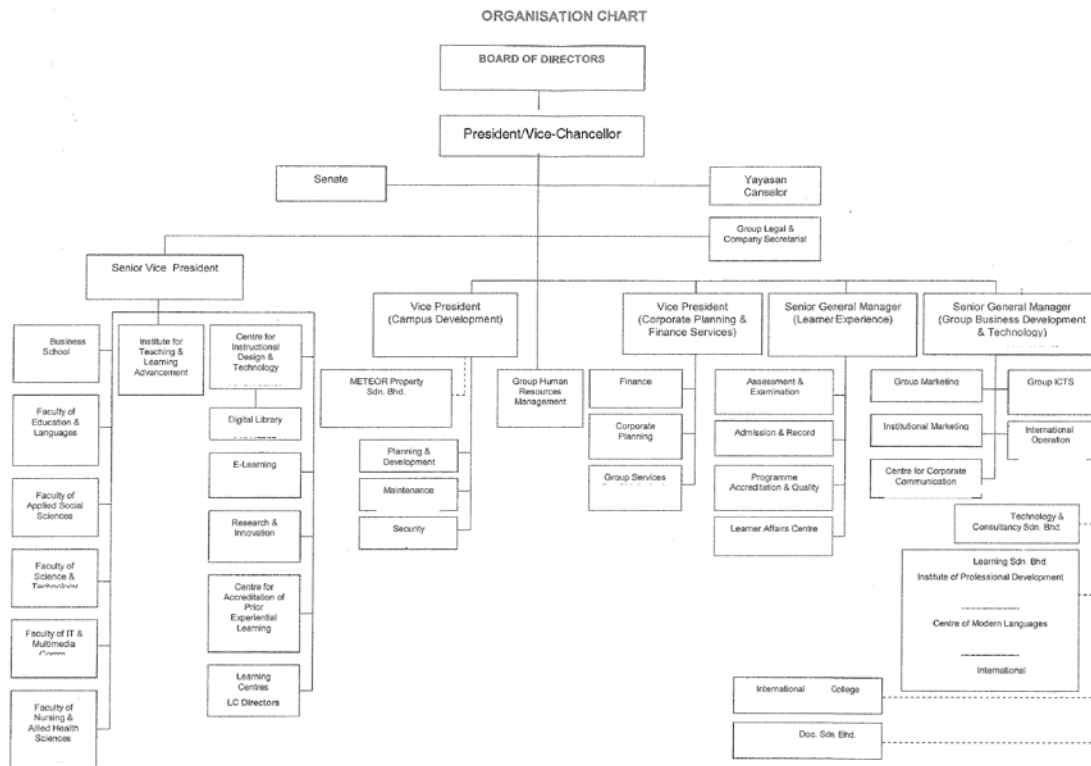 ORGANISATION CHART
BOARD OF DIRECTORS
President/Vice-Chancellor
Senate
Yayasan
Canselor
Group Legal &
Company Secretarial
Senior Vice President
Vice President
(Campus Development)
Vice President
(Corporate Planning &
Finance Services)
Senior General Manager
(Learner Experience)
Senior General Manager
(Group Business Development
& Technology)
Business
School
Faculty of
Education &
Languages
Faculty of
Applied Social
Sciences
Faculty of
Science &
Technology
Faculty of IT &
Multimedia
Comm
Faculty of
Nursing &
Allied Health
Sciences
Institute for
Teaching &
Learning
Advancement
Centre for
Instructional
Design &
Technology
Digital Library
E-Learning
Research &
Innovation
Centre for
Accreditation of
Prior
Experiential
Learning
Learning
Centres
LC Directors
METEOR Property
Sdn. Bhd.
Planning &
Development
Maintenance
Security
Group Human
Resources
Management
Finance
Corporate
Planning
Group Services
Assessment &
Examination
Admission & Record
Programme
Accreditation & Quality
Learner Affairs Centre
Group Marketing
Institutional Marketing
Centre for Corporate
Communication
Group ICTS
International
Operation
Technology &
Consultancy Sdn. Bhd.
Learning Sdn. Bhd.
Institute of Professional Development
Centre of Modern Languages
International
International College
Doc. Sdn. Bhd.